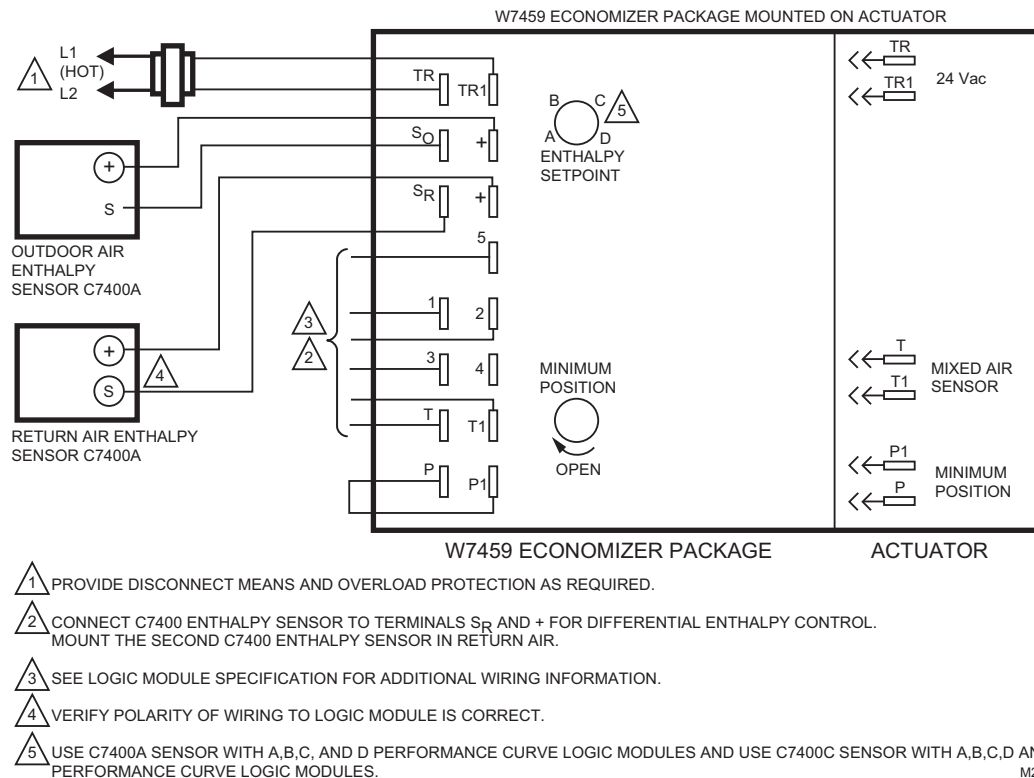 W7459 ECONOMIZER PACKAGE MOUNTED ON ACTUATOR
1
L1
(HOT)
L2
TR
TR1
B
C
5
A
D
ENTHALPY
SETPOINT
TR
TR1
24 Vac
+
S
OUTDOOR AIR
ENTHALPY
SENSOR C7400A
SO
+
SR
+
5
3
2
1
2
3
4
T
T1
P
P1
+
S
4
RETURN AIR ENTHALPY
SENSOR C7400A
MINIMUM
POSITION
OPEN
T
T1
MIXED AIR
SENSOR
P1
P
MINIMUM
POSITION
W7459 ECONOMIZER PACKAGE
ACTUATOR
1 PROVIDE DISCONNECT MEANS AND OVERLOAD PROTECTION AS REQUIRED.
2 CONNECT C7400 ENTHALPY SENSOR TO TERMINALS SR AND + FOR DIFFERENTIAL ENTHALPY CONTROL.
MOUNT THE SECOND C7400 ENTHALPY SENSOR IN RETURN AIR.
3 SEE LOGIC MODULE SPECIFICATION FOR ADDITIONAL WIRING INFORMATION.
4 VERIFY POLARITY OF WIRING TO LOGIC MODULE IS CORRECT.
5 USE C7400A SENSOR WITH A,B,C, AND D PERFORMANCE CURVE LOGIC MODULES AND USE C7400C SENSOR WITH A,B,C,D
PERFORMANCE CURVE LOGIC MODULES.